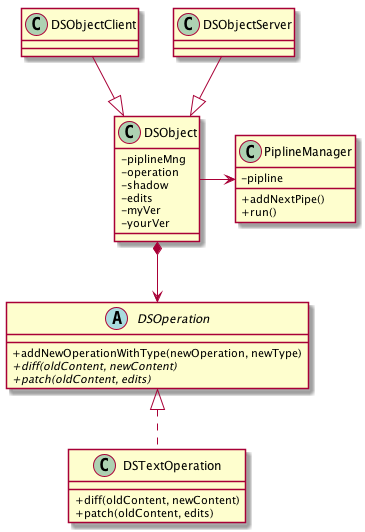 C DSObjectClient
C DSObjectServer
C DSObject
-piplineMng
-operation
-shadow
-edits
-myVer
-yourVer
C PiplineManager
-pipline
+addNextPipe()
+run()
A DSOperation
+addNewOperationWithType(newOperation, newType)
+diff(oldContent, newContent)
+patch(oldContent, edits)
C DSTextOperation
+diff(oldContent, newContent)
+patch(oldContent, edits)